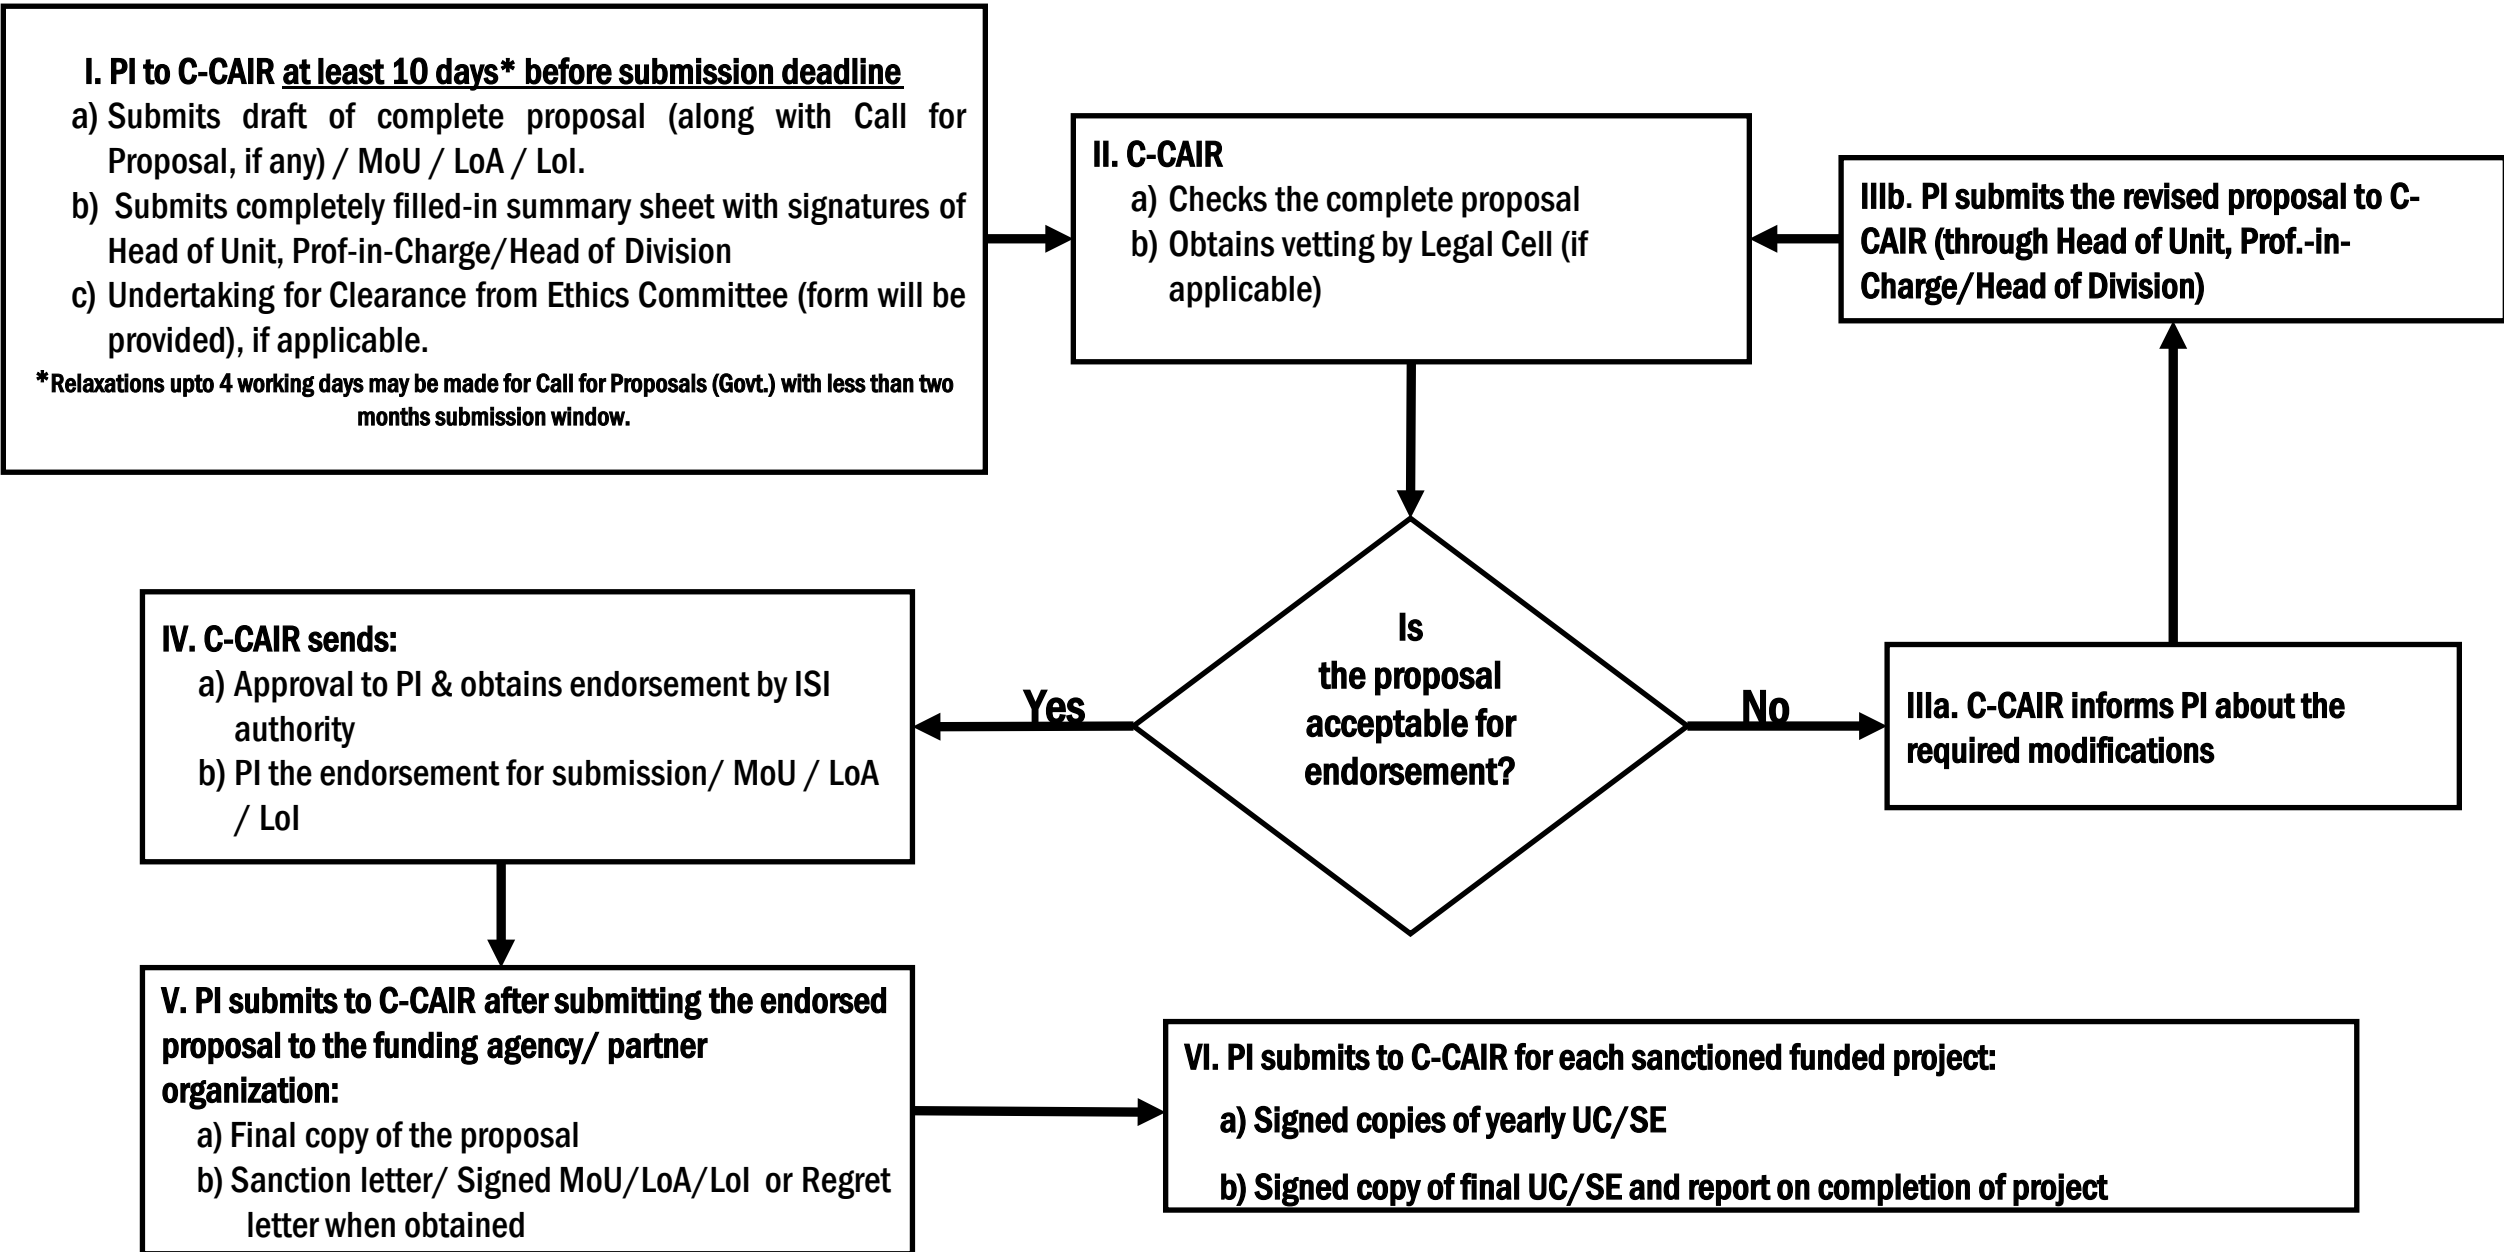 I. PI to C-CAIR at least 10 days* before submission deadline
a) Submits draft of complete proposal (along with Call for
Proposal, if any) / MoU / LoA / LoI.
b) Submits completely filled-in summary sheet with signatures of
Head of Unit, Prof-in-Charge/Head of Division
c) Undertaking for Clearance from Ethics Committee (form will be
provided), if applicable.
*Relaxations upto 4 working days may be made for Call for Proposals (Govt.) with less than two
months submission window.
II. C-CAIR
a) Checks the complete proposal
b) Obtains vetting by Legal Cell (if
applicable)
IIIb. PI submits the revised proposal to C-
CAIR (through Head of Unit, Prof.-in-
Charge/Head of Division)
Is
the proposal
acceptable for
endorsement?
Yes
No
IIIa. C-CAIR informs PI about the
required modifications
IV. C-CAIR sends:
a) Approval to PI & obtains endorsement by ISI
authority
b) PI the endorsement for submission/ MoU / LoA
/ LoI
V. PI submits to C-CAIR after submitting the endorsed
proposal to the funding agency/ partner
organization:
a) Final copy of the proposal
b) Sanction letter/ Signed MoU/LoA/LoI or Regret
letter when obtained
VI. PI submits to C-CAIR for each sanctioned funded project:
a) Signed copies of yearly UC/SE
b) Signed copy of final UC/SE and report on completion of project